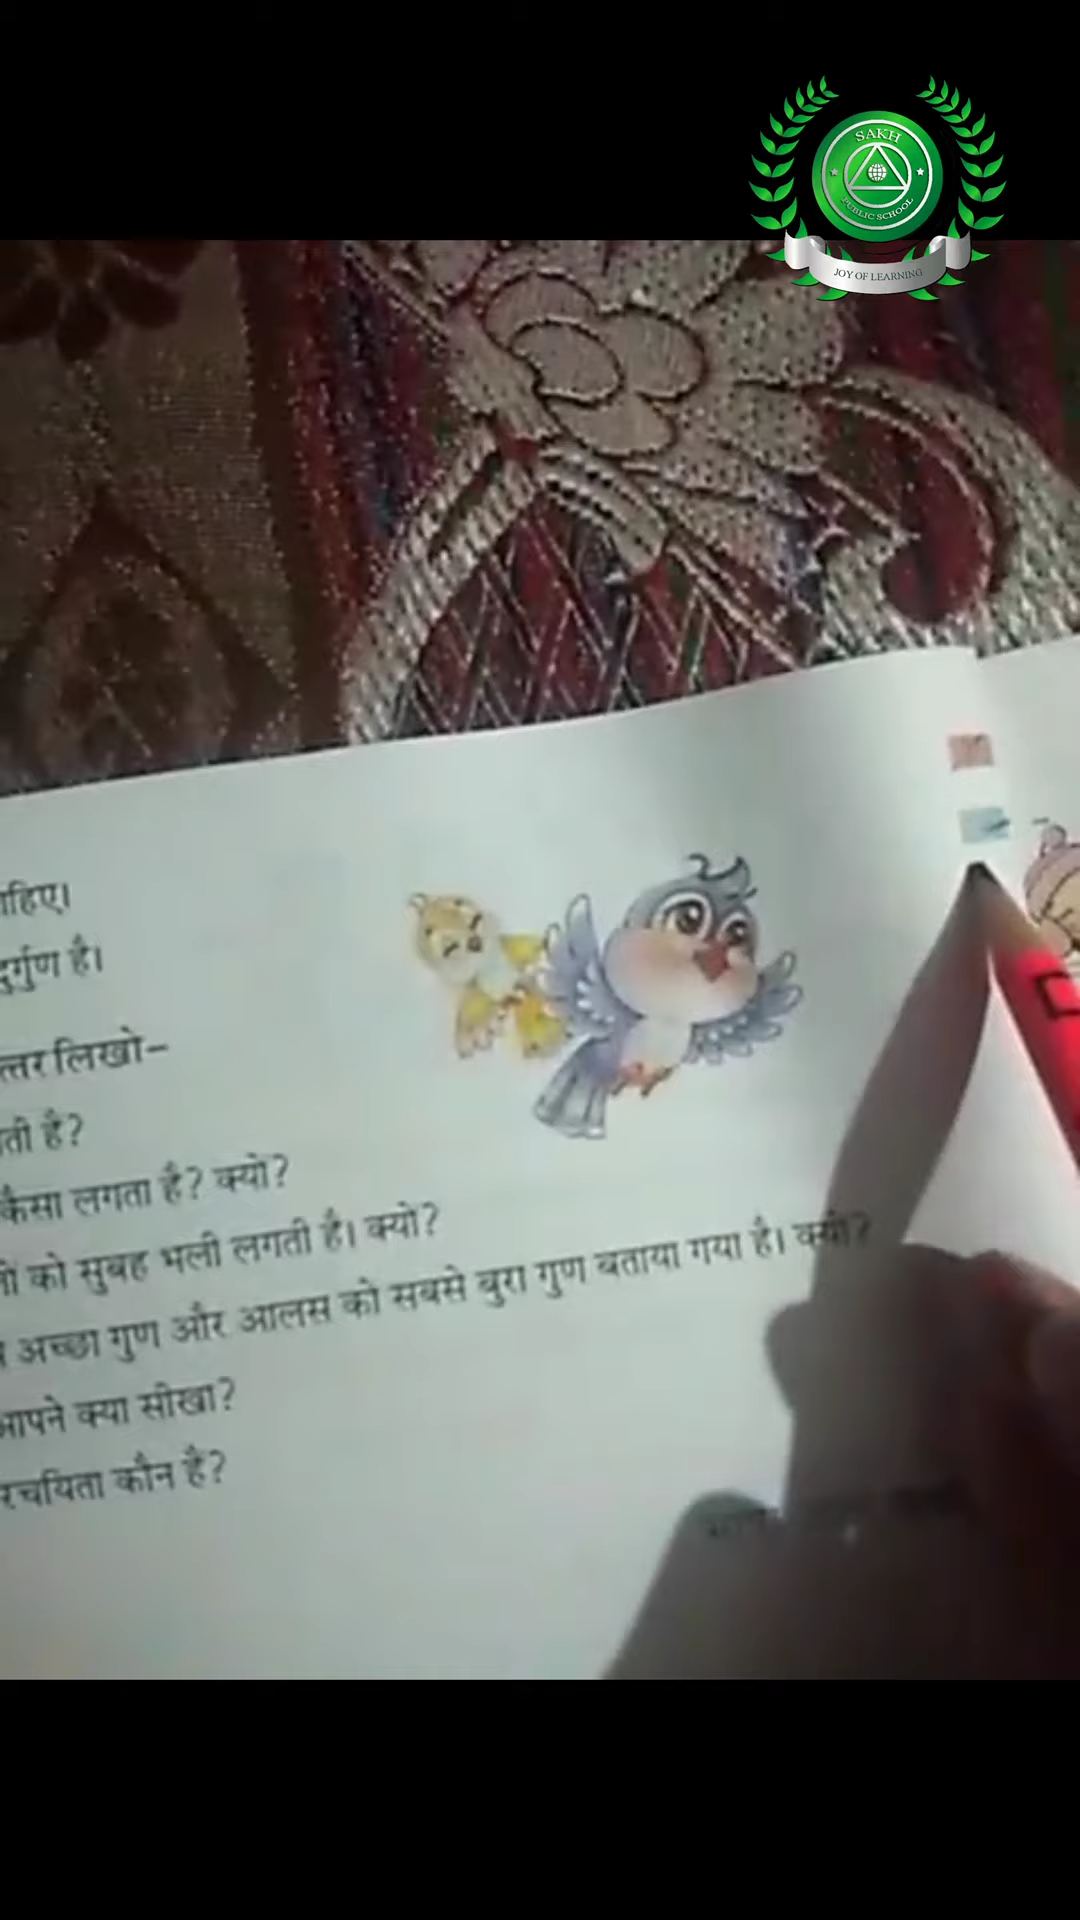 SAKH
PUBLIC SCHOOL
JOY OF LEARNING
हिए।
दुर्गुण है।
त्तर लिखो-
ती है?
कैसा लगता है? क्यो?
को सुबह भली लगती है। क्यो?
अच्छा गुण और आलस को सबसे बुरा गुण बताया गया है। क्यो?
आपने क्या सीखा?
रचयिता कौन है?